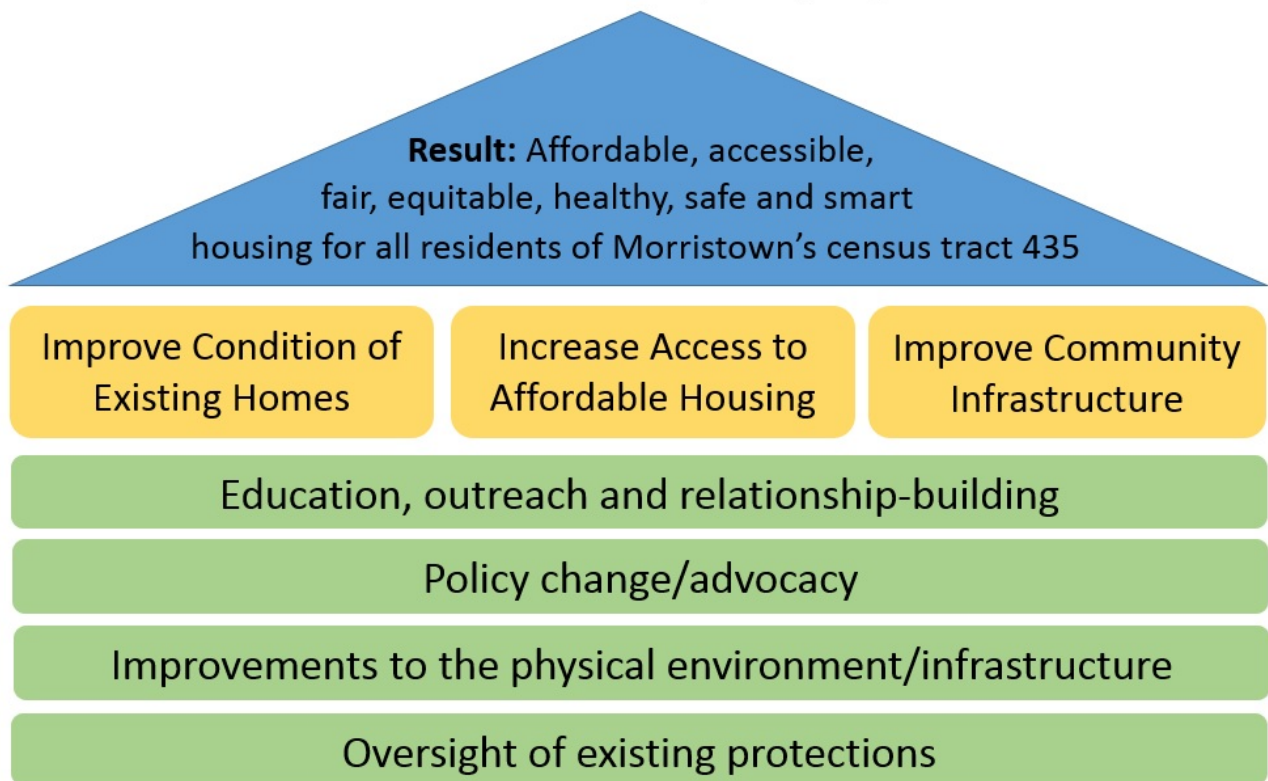 Result: Affordable, accessible,
fair, equitable, healthy, safe and smart
housing for all residents of Morristown’s census tract 435
Improve Condition of
Existing Homes
Increase Access to
Affordable Housing
Improve Community
Infrastructure
Education, outreach and relationship-building
Policy change/advocacy
Improvements to the physical environment/infrastructure
Oversight of existing protections